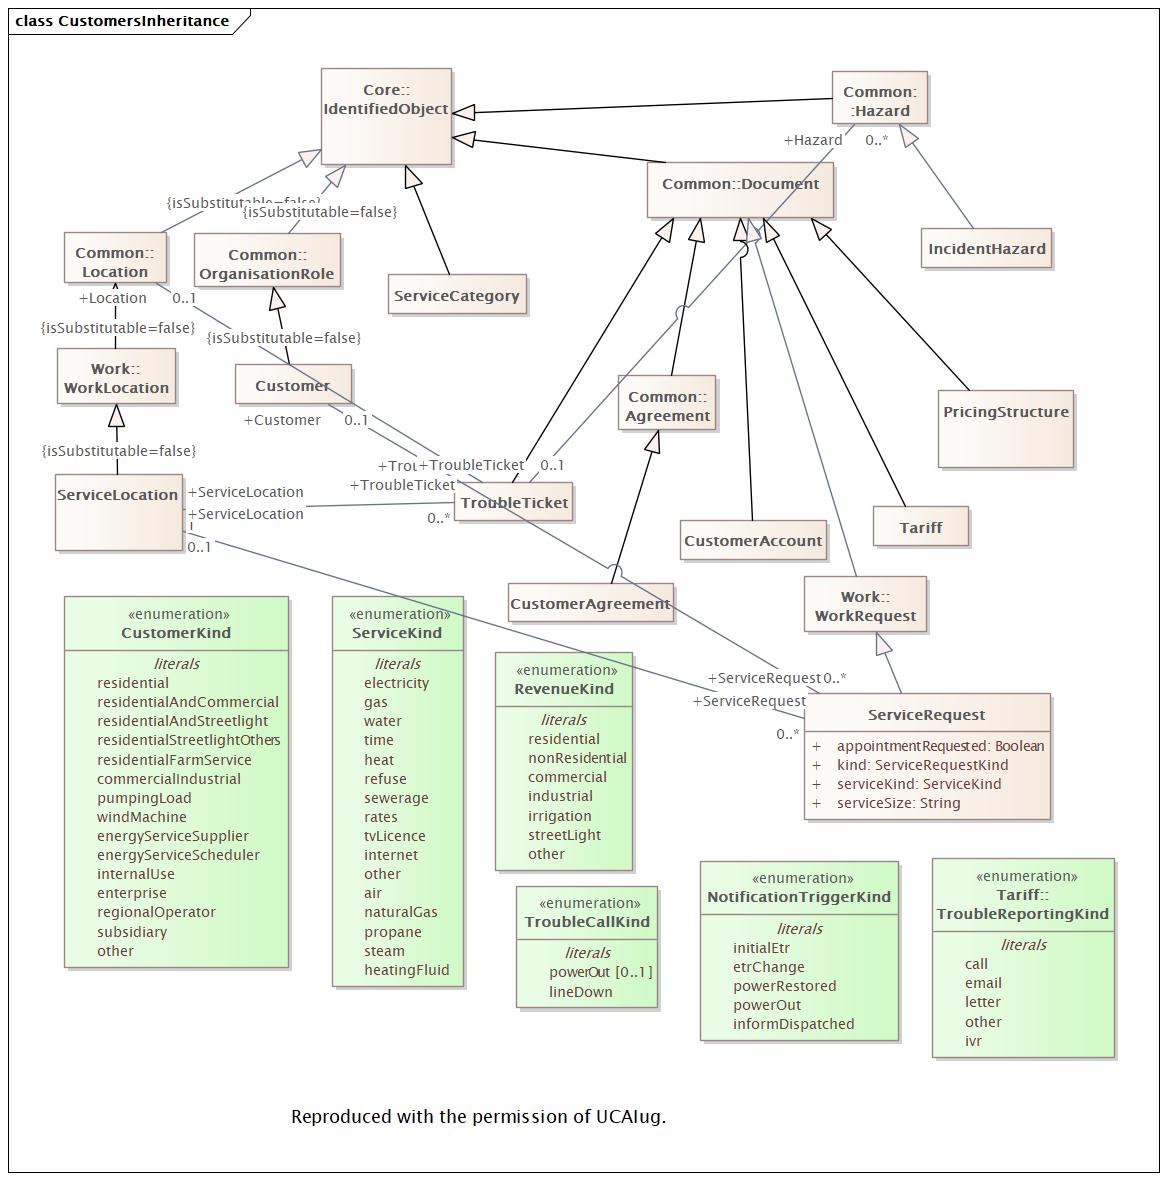 class CustomersInheritance
Core::
IdentifiedObject
Common:
:Hazard
+Hazard
0..*
Common::Document
{isSubstitutable=false}
{isSubstitutable=false}
Common::
Location
Common::
OrganisationRole
IncidentHazard
ServiceCategory
+Location
0..1
{isSubstitutable=false}
{isSubstitutable=false}
Work::
WorkLocation
Customer
Common::
Agreement
PricingStructure
+Customer
0..1
{isSubstitutable=false}
+TroubleTicket
0..1
+TroubleTicket
ServiceLocation
+ServiceLocation
+ServiceLocation
1
0..1
0..*
TroubleTicket
CustomerAccount
Tariff
CustomerAgreement
Work::
WorkRequest
«enumeration»
CustomerKind
literals
residential
residentialAndCommercial
residentialAndStreetlight
residentialStreetlightOthers
residentialFarmService
commercialIndustrial
pumpingLoad
windMachine
energyServiceSupplier
energyServiceScheduler
internalUse
enterprise
regionalOperator
subsidiary
other
«enumeration»
ServiceKind
literals
electricity
gas
water
time
heat
refuse
sewerage
rates
tvLicence
internet
other
air
naturalGas
propane
steam
heatingFluid
«enumeration»
RevenueKind
literals
residential
nonResidential
commercial
industrial
irrigation
streetLight
other
+ServiceRequest
0..*
+ServiceRequest
0..*
ServiceRequest
+ appointmentRequested: Boolean
+ kind: ServiceRequestKind
+ serviceKind: ServiceKind
+ serviceSize: String
«enumeration»
TroubleCallKind
literals
powerOut [0..1]
lineDown
«enumeration»
NotificationTriggerKind
literals
initialEtr
etrChange
powerRestored
powerOut
informDispatched
«enumeration»
Tariff::
TroubleReportingKind
literals
call
email
letter
other
ivr
Reproduced with the permission of UCAIug.